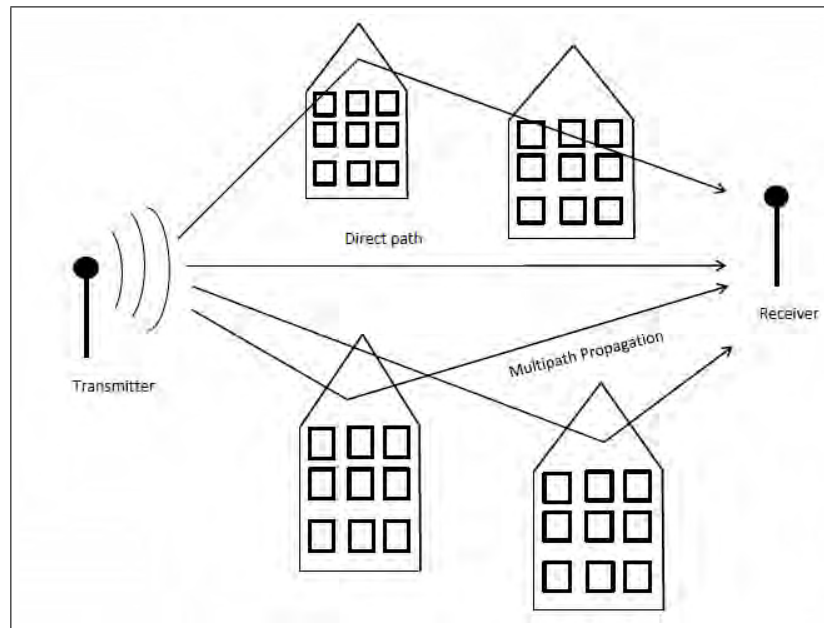 Direct path
Receiver
Multipath Propagation
Transmitter